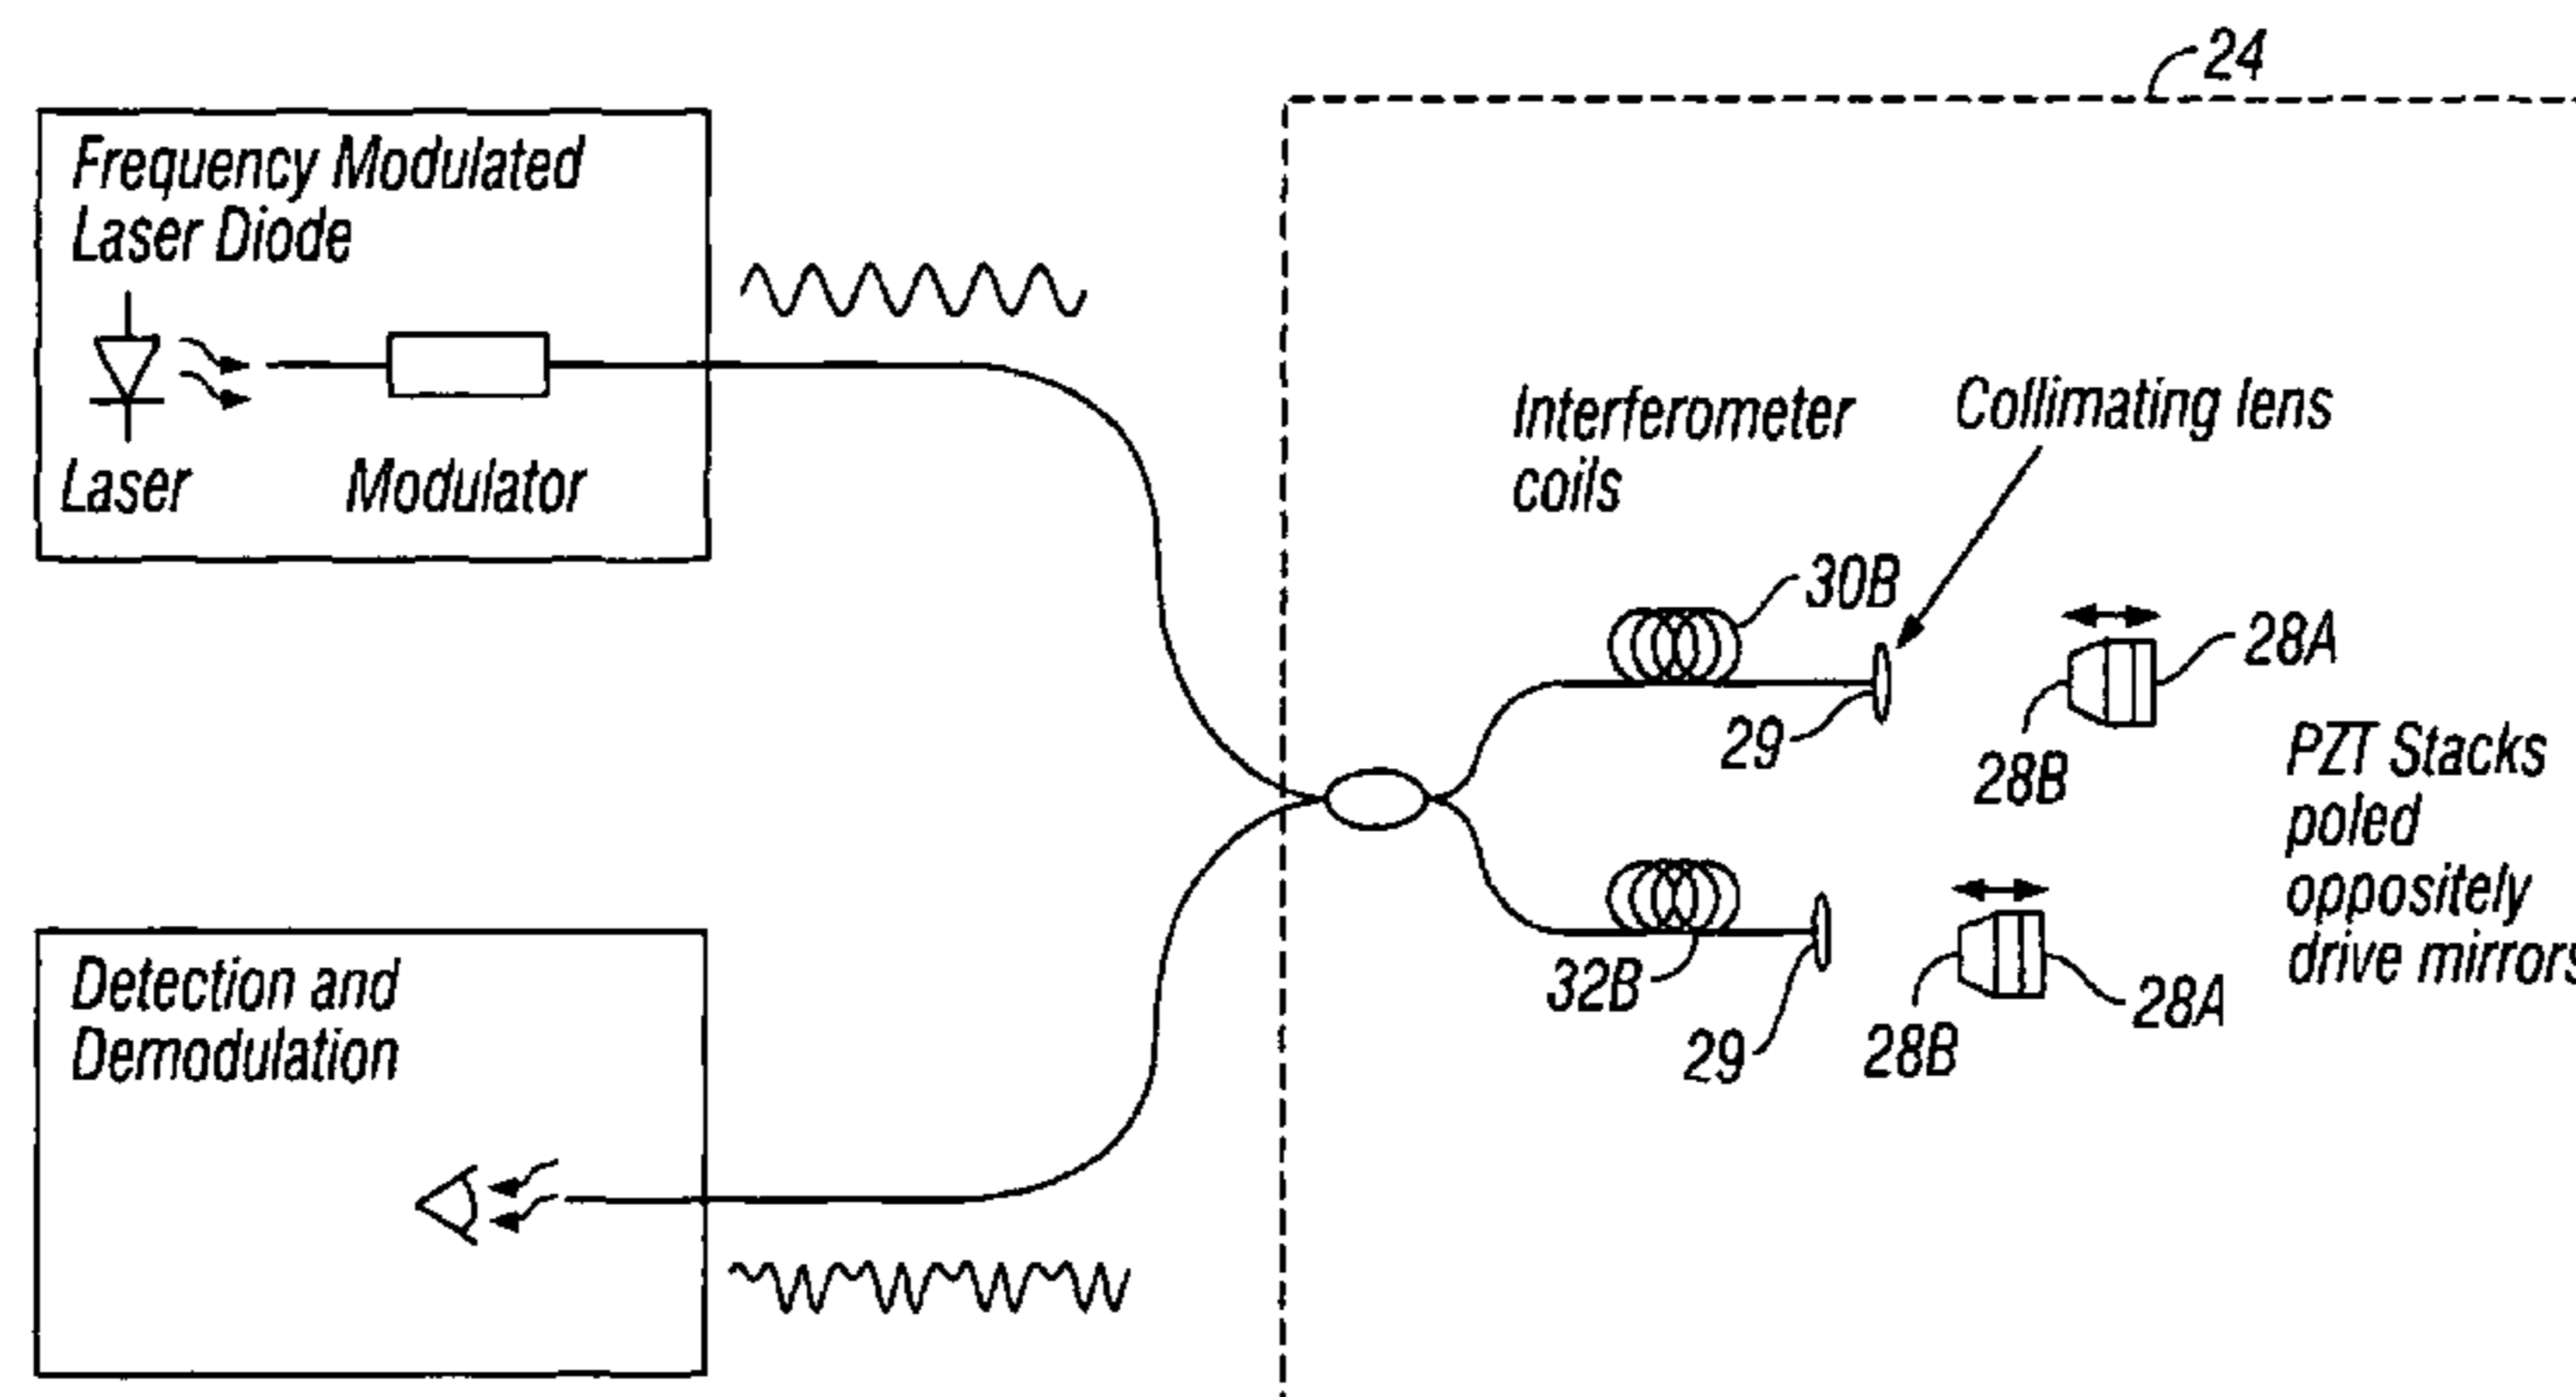 24
Frequency Modulated
Laser Diode
Laser
Modulator
Interferometer
coils
Collimating lens
30B
28A
29
28B
PZT Stacks
poled
oppositely
drive mirrors
32B
29
28B
28A
Detection and
Demodulation